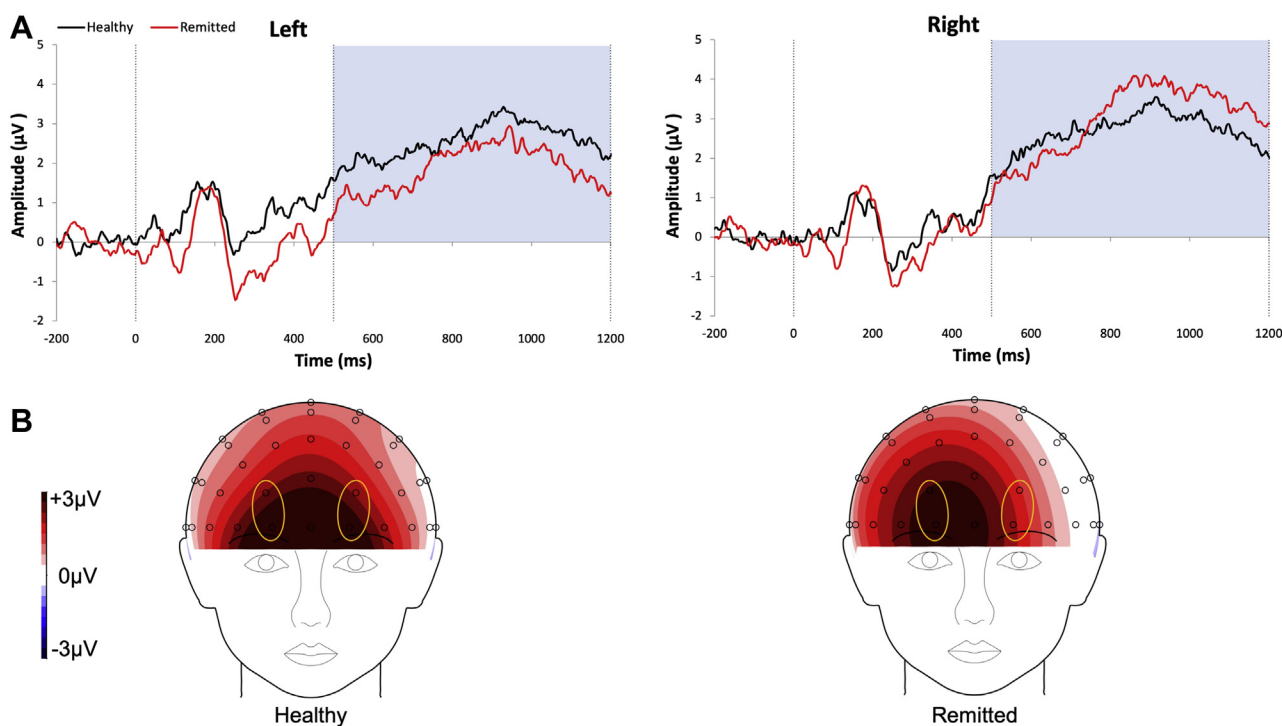 A
Healthy Remitted
Left
Right
Amplitude (µV)
5
4
3
2
1
0
-1
-2
-200 0 200 400 600 800 1000 1200
Time (ms)
Amplitude (µV )
5
4
3
2
1
0
-1
-2
-200 0 200 400 600 800 1000 1200
Time (ms)
B
+3µV
0µV
-3µV
Healthy
Remitted